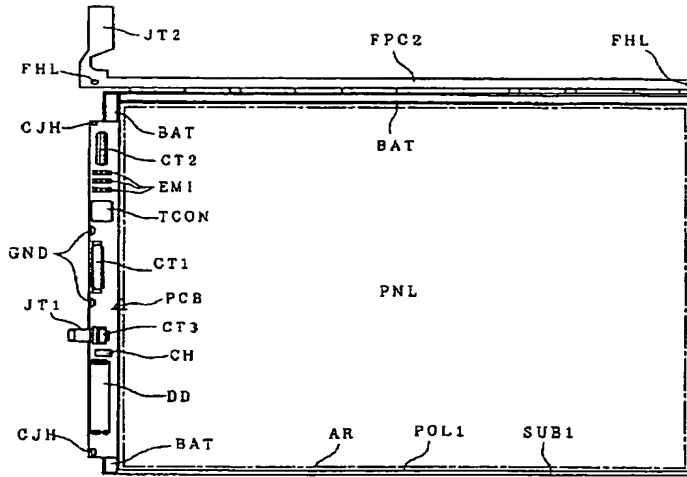 JT2
FPC2
FHL
FHL
CJH
BAT
BAT
CT2
EMI
TCON
GND
CT1
PNL
JT1
PCB
CT3
CH
DD
CJH
BAT
AR
POL1
SUB1